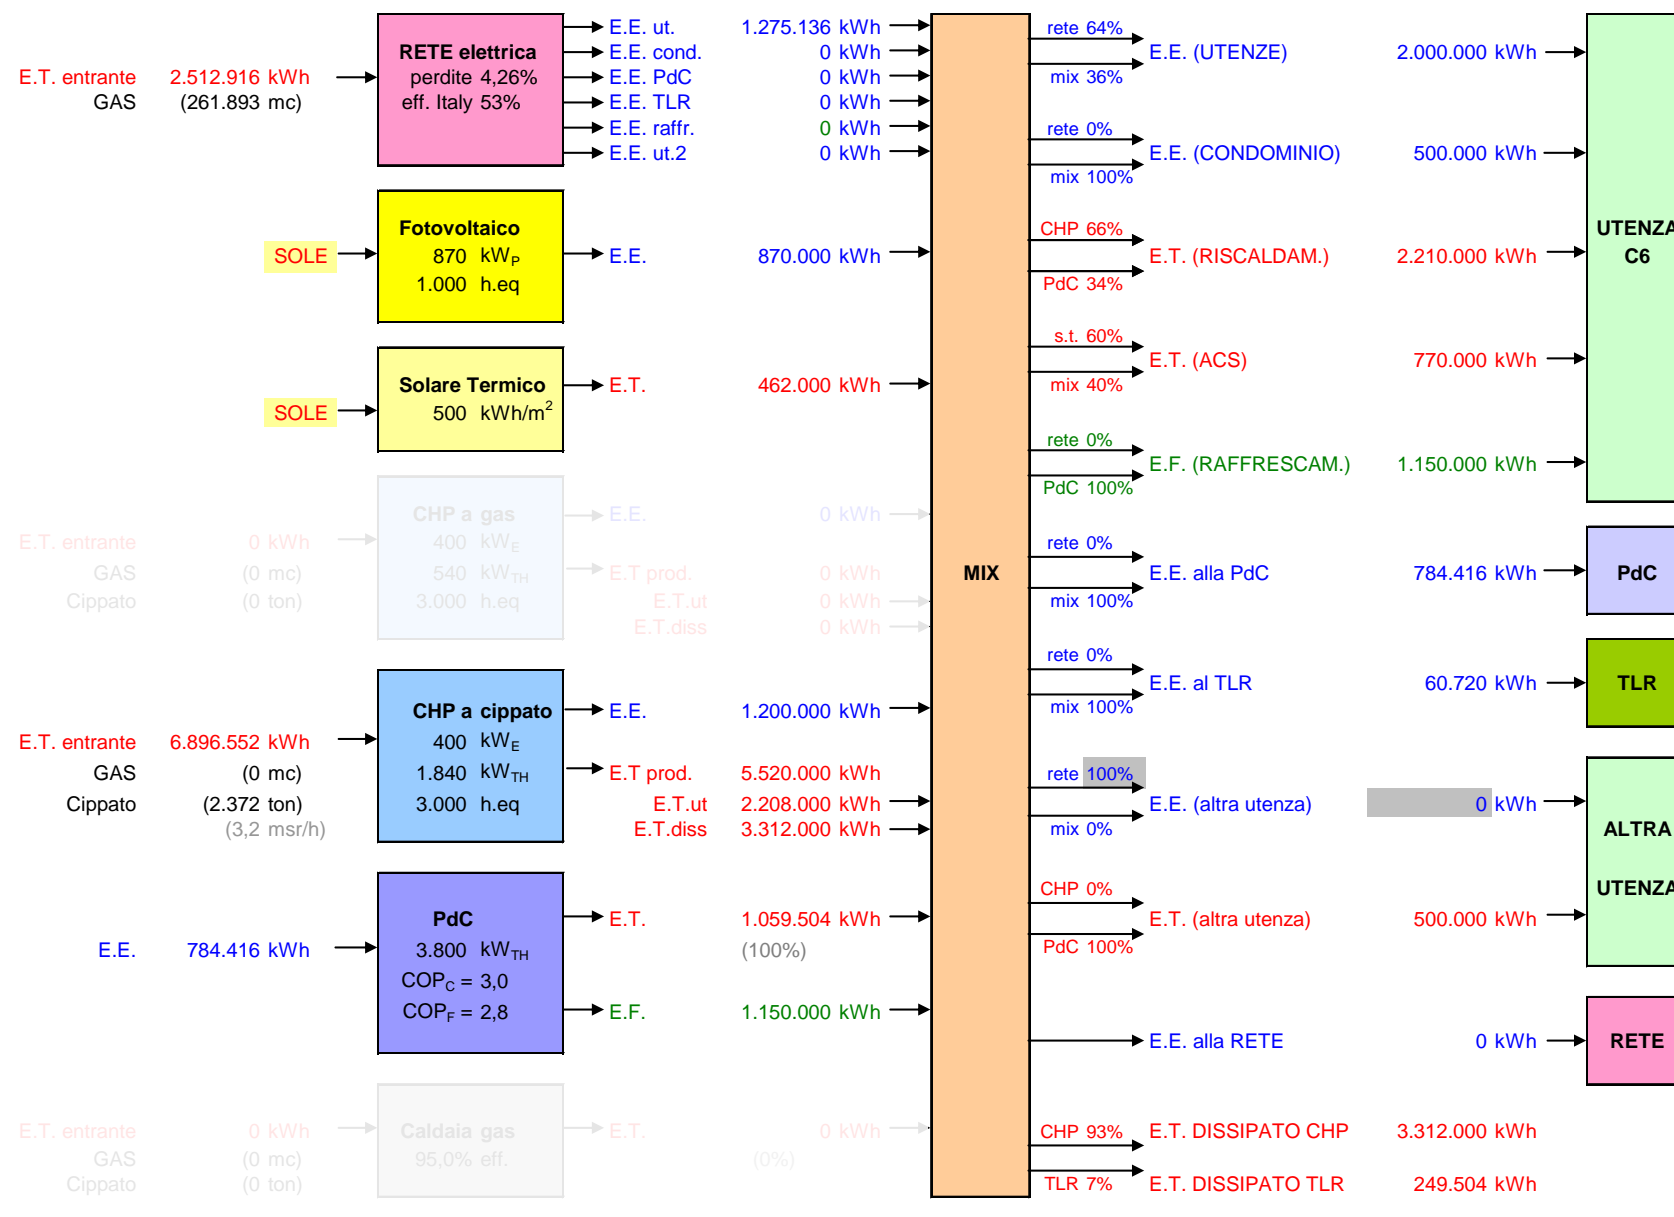 E.T. entrante 2.512.916 kWh
GAS (261.893 mc)
RETE elettrica
perdite 4,26%
eff. Italy 53%
E.E. ut. 1.275.136 kWh
E.E. cond. 0 kWh
E.E. PdC 0 kWh
E.E. TLR 0 kWh
E.E. raffr. 0 kWh
E.E. ut.2 0 kWh
SOLE
Fotovoltaico
870 kWP
1.000 h.eq
E.E. 870.000 kWh
SOLE
Solare Termico
500 kWh/m2
E.T. 462.000 kWh
E.T. entrante 0 kWh
GAS (0 mc)
Cippato (0 ton)
CHP a gas
400 kWE
540 kWTH
3.000 h.eq
E.E. 0 kWh
E.T prod. 0 kWh
E.T.ut 0 kWh
E.T.diss 0 kWh
E.T. entrante 6.896.552 kWh
GAS (0 mc)
Cippato (2.372 ton)
(3,2 msr/h)
CHP a cippato
400 kWE
1.840 kWTH
3.000 h.eq
E.E. 1.200.000 kWh
E.T prod. 5.520.000 kWh
E.T.ut 2.208.000 kWh
E.T.diss 3.312.000 kWh
E.E. 784.416 kWh
PdC
3.800 kWTH
COPC = 3,0
COPF = 2,8
E.T. 1.059.504 kWh
(100%)
E.F. 1.150.000 kWh
E.T. entrante 0 kWh
GAS (0 mc)
Cippato (0 ton)
Caldaia gas
95,0% eff.
E.T. 0 kWh
(0%)
MIX
rete 64%
E.E. (UTENZE) 2.000.000 kWh
mix 36%
rete 0%
E.E. (CONDOMINIO) 500.000 kWh
mix 100%
CHP 66%
E.T. (RISCALDAM.) 2.210.000 kWh
PdC 34%
s.t. 60%
E.T. (ACS) 770.000 kWh
mix 40%
rete 0%
E.F. (RAFFRESCAM.) 1.150.000 kWh
PdC 100%
UTENZA
C6
rete 0%
E.E. alla PdC 784.416 kWh
mix 100%
PdC
rete 0%
E.E. al TLR 60.720 kWh
mix 100%
TLR
rete 100%
E.E. (altra utenza) 0 kWh
mix 0%
CHP 0%
E.T. (altra utenza) 500.000 kWh
PdC 100%
ALTRA
UTENZA
E.E. alla RETE 0 kWh
RETE
CHP 93% E.T. DISSIPATO CHP 3.312.000 kWh
TLR 7% E.T. DISSIPATO TLR 249.504 kWh